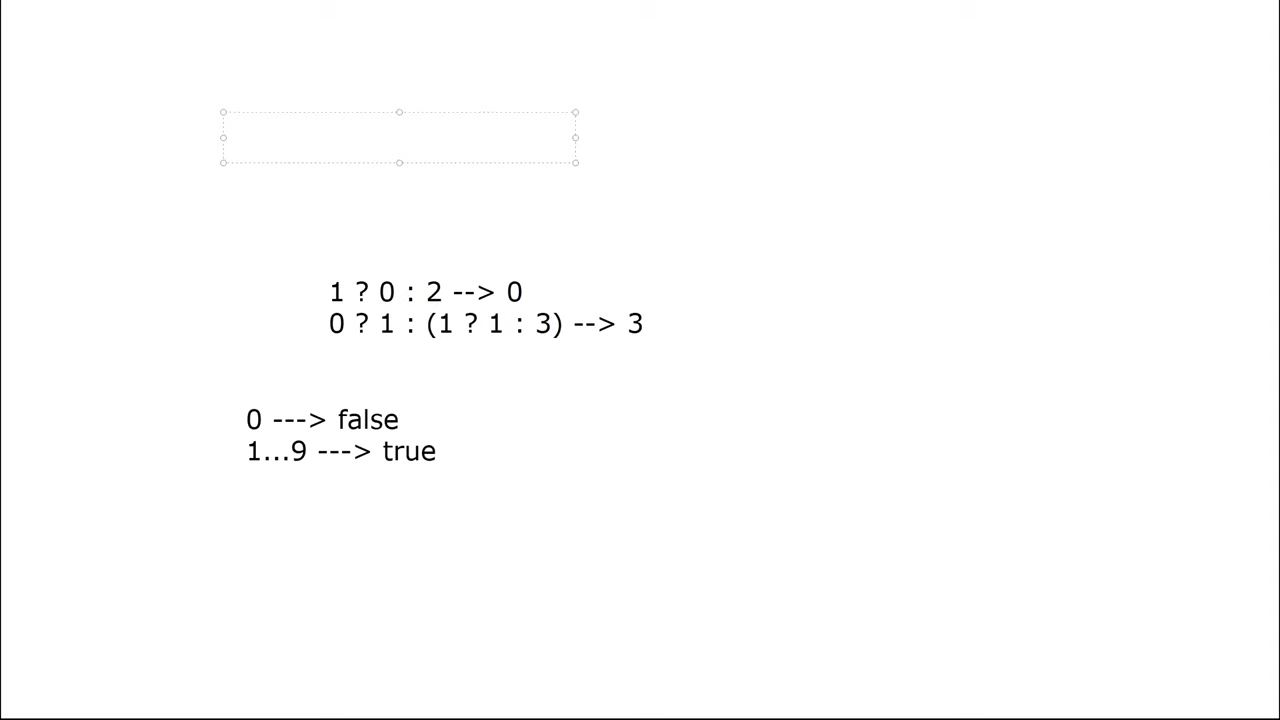 1 ? 0 : 2 --> 0
0 ? 1 : (1 ? 1 : 3) --> 3
0 ---> false
1...9 ---> true